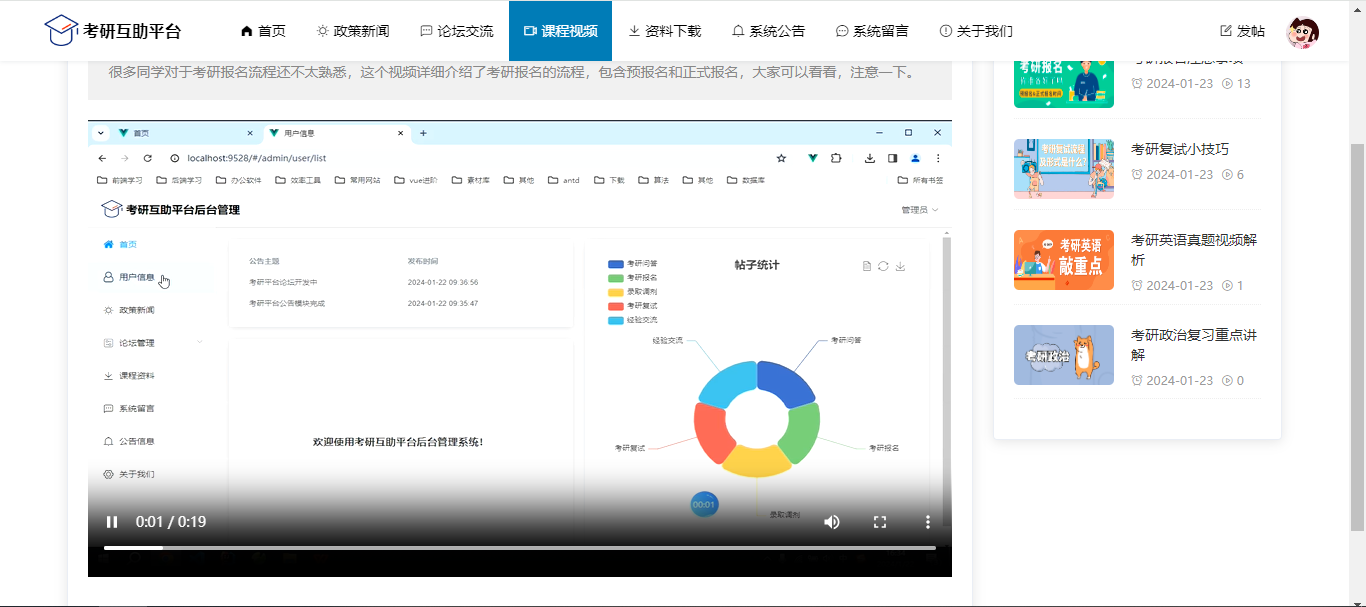 考研互助平台
首页
政策新闻
论坛交流
课程视频
资料下载
系统公告
系统留言
关于我们
发帖
很多同学对于考研报名流程还不太熟悉，这个视频详细介绍了考研报名的流程，包含预报名和正式报名，大家可以看看，注意一下。
首页
用户信息
localhost:9528/#/admin/user/list
前端学习
后端学习
办公软件
效率工具
常用网站
vue进阶
素材库
其他
antd
下载
算法
其他
数据库
所有书签
考研互助平台后台管理
管理员
首页
用户信息
政策新闻
论坛管理
课程资料
系统留言
公告信息
关于我们
公告主题 发布时间
考研平台论坛开发中 2024-01-22 09:36:56
考研平台公告模块完成 2024-01-22 09:35:47
欢迎使用考研互助平台后台管理系统!
帖子统计
考研问答
考研报名
录取调剂
考研复试
经验交流
经验交流
考研问答
考研复试
考研报名
录取调剂
00:01
0:01 / 0:19
考研报名
2024-01-23 13
考研复试流程
及形式是什么?
考研复试小技巧
2024-01-23 6
考研英语
敲重点
考研英语真题视频解
析
2024-01-23 1
考研政治
考研政治复习重点讲
解
2024-01-23 0